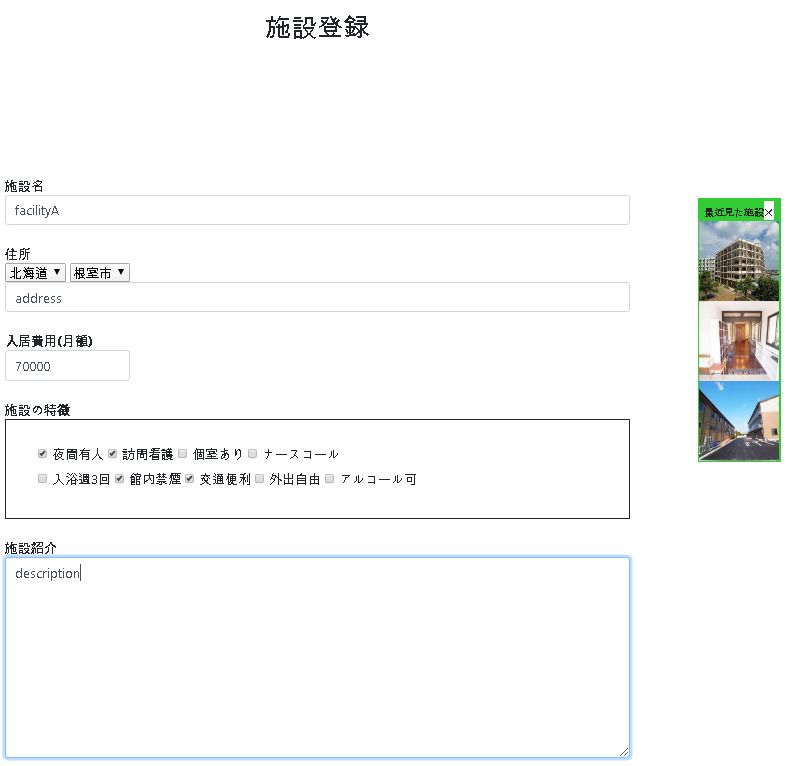 施設登録
施設名
facilityA
最近見た施設×
住所
北海道 ▼ 根室市 ▼
address
入居費用(月額)
70000
施設の特徴
夜間有人 訪問看護 個室あり ナースコール
入浴週3回 館内禁煙 交通便利 外出自由 アルコール可
施設紹介
description